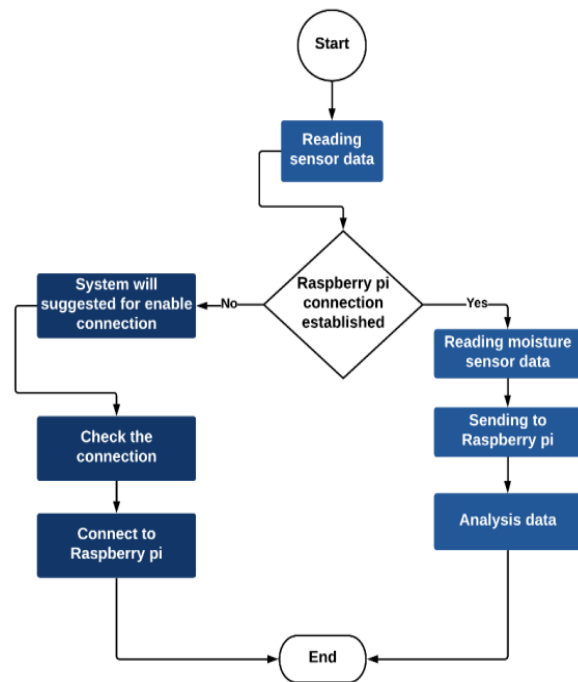 Start
Reading
sensor data
Raspberry pi
connection
established
No
Yes
System will
suggested for enable
connection
Reading moisture
sensor data
Check the
connection
Sending to
Raspberry pi
Connect to
Raspberry pi
Analysis data
End